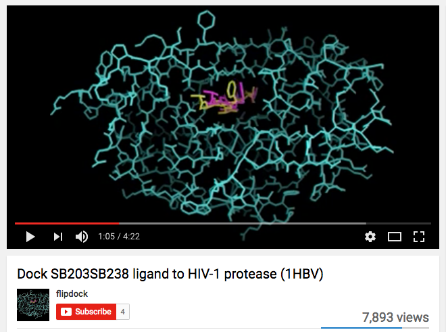 1:05 / 4:22
Dock SB203SB238 ligand to HIV-1 protease (1HBV)
flipdock
Subscribe 4
7,893 views